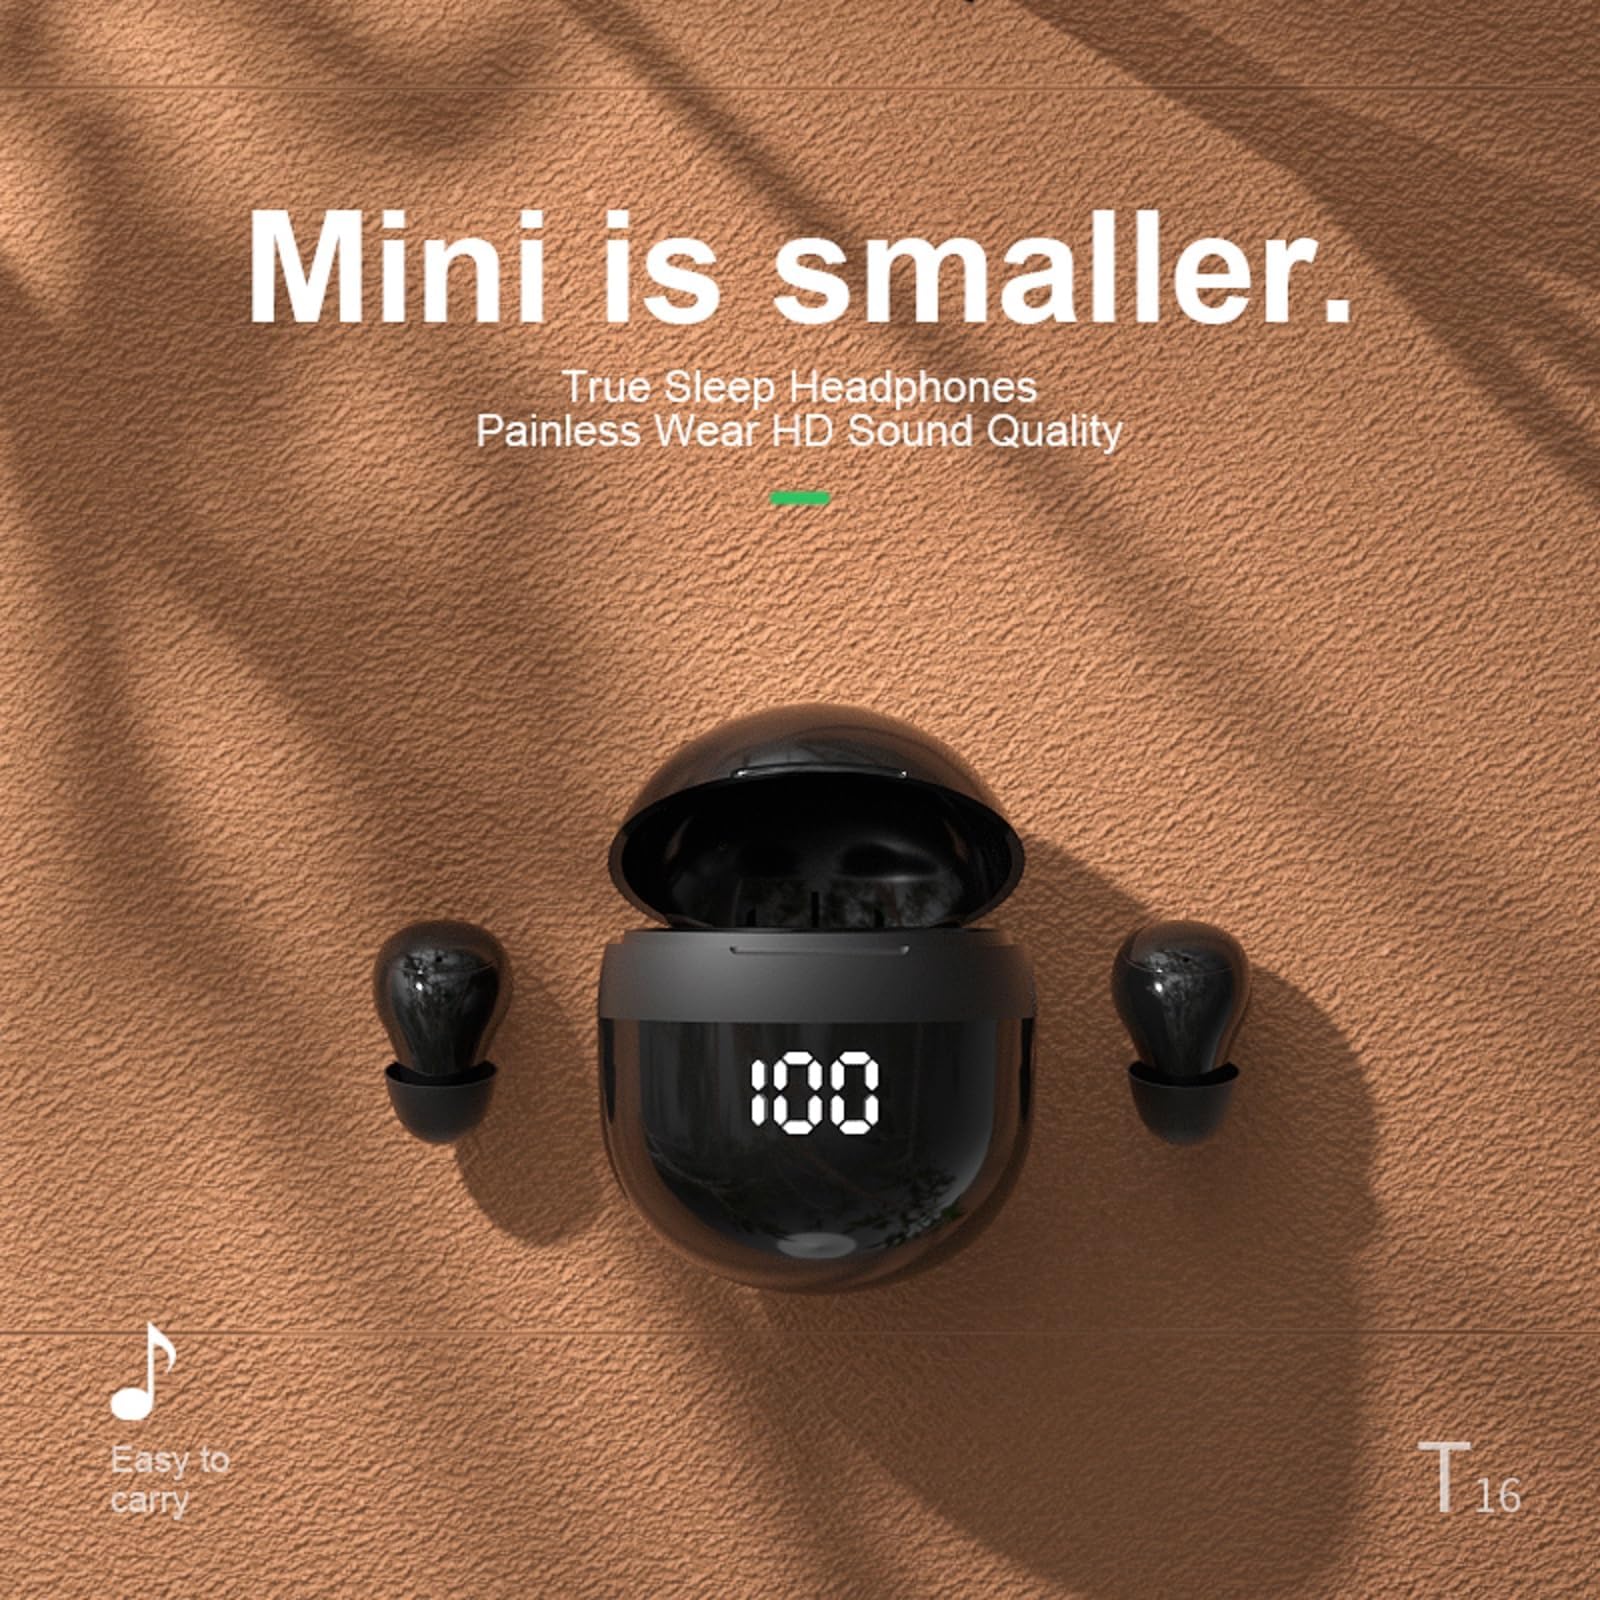 Mini is smaller.
True Sleep Headphones
Painless Wear HD Sound Quality
100
Easy to
carry
T16